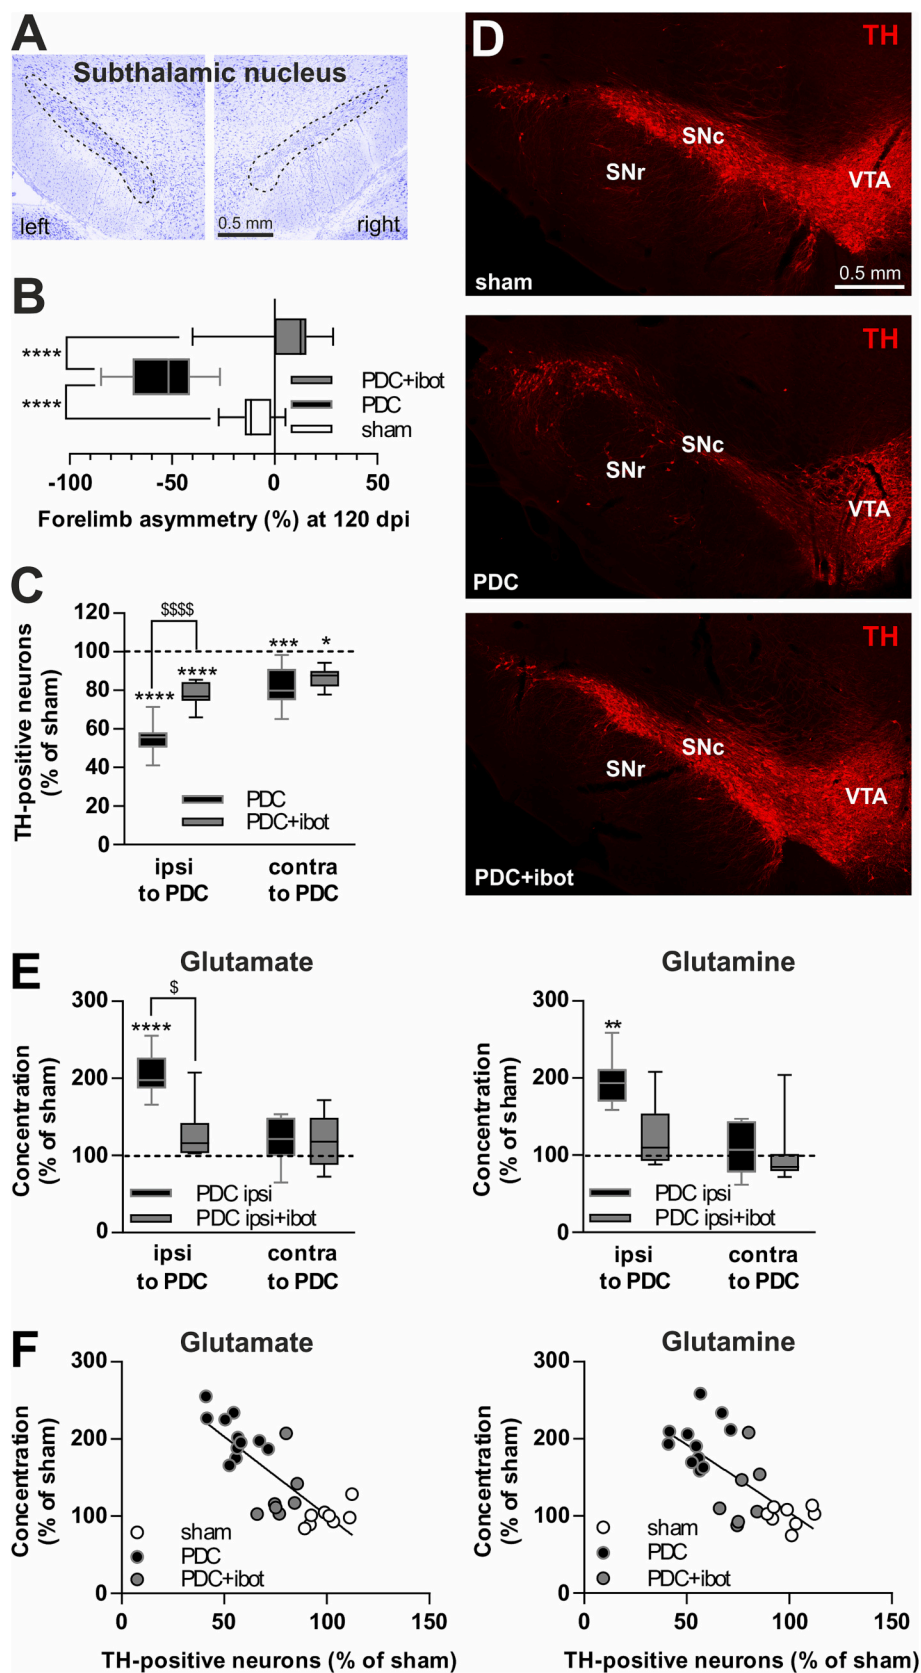 A
Subthalamic nucleus
left
0.5 mm
right
B
****
****
PDC+ibot
PDC
sham
-100 -50 0 50
Forelimb asymmetry (%) at 120 dpi
C
TH-positive neurons
(% of sham)
120
100
80
60
40
20
0
$$$$
****
****
***
*
PDC
PDC+ibot
ipsi
to PDC
contra
to PDC
D
TH
SNc
SNr
VTA
sham
0.5 mm
TH
SNc
SNr
VTA
PDC
TH
SNc
SNr
VTA
PDC+ibot
E
Glutamate
Concentration
(% of sham)
300
200
100
0
$
****
PDC ipsi
PDC ipsi+ibot
ipsi
to PDC
contra
to PDC
Glutamine
Concentration
(% of sham)
300
200
100
0
**
PDC ipsi
PDC ipsi+ibot
ipsi
to PDC
contra
to PDC
F
Glutamate
Concentration
(% of sham)
300
200
100
0
sham
PDC
PDC+ibot
0 50 100 150
TH-positive neurons (% of sham)
Glutamine
Concentration
(% of sham)
300
200
100
0
sham
PDC
PDC+ibot
0 50 100 150
TH-positive neurons (% of sham)